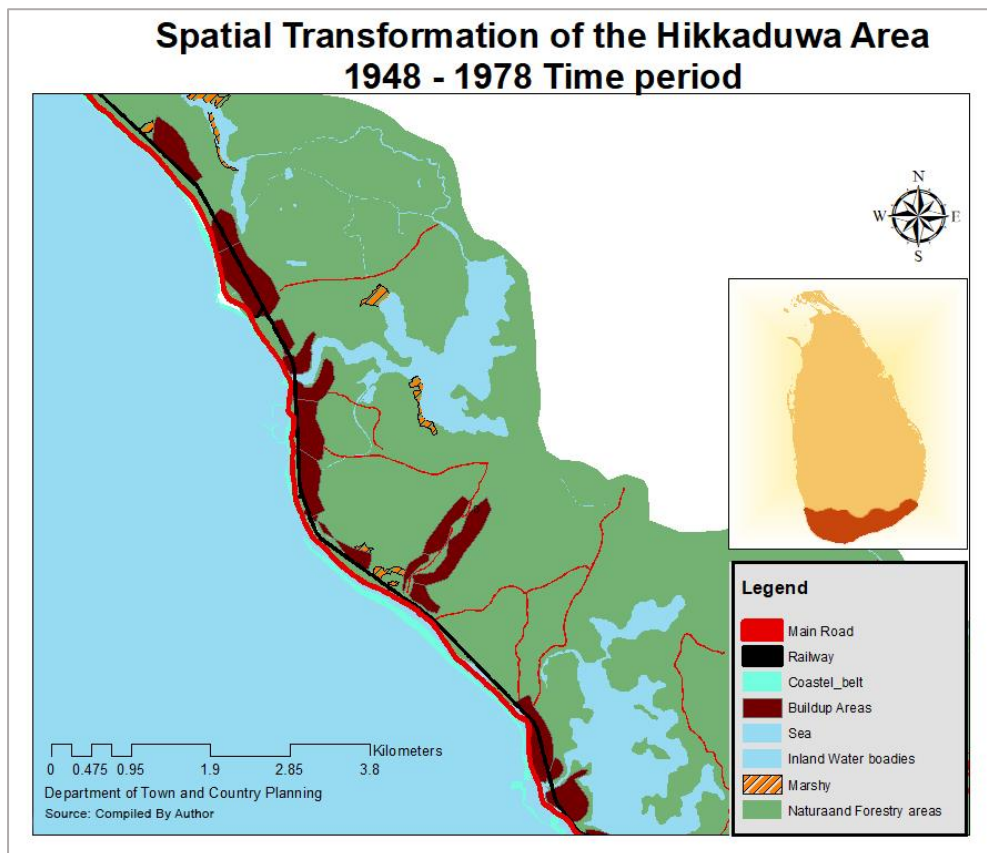 Spatial Transformation of the Hikkaduwa Area
1948 - 1978 Time period
N
W
E
S
Legend
Main Road
Railway
Coastel_belt
Buildup Areas
Sea
Inland Water boadies
Marshy
Naturaand Forestry areas
Kilometers
0 0.475 0.95 1.9 2.85 3.8
Department of Town and Country Planning
Source: Compiled By Author